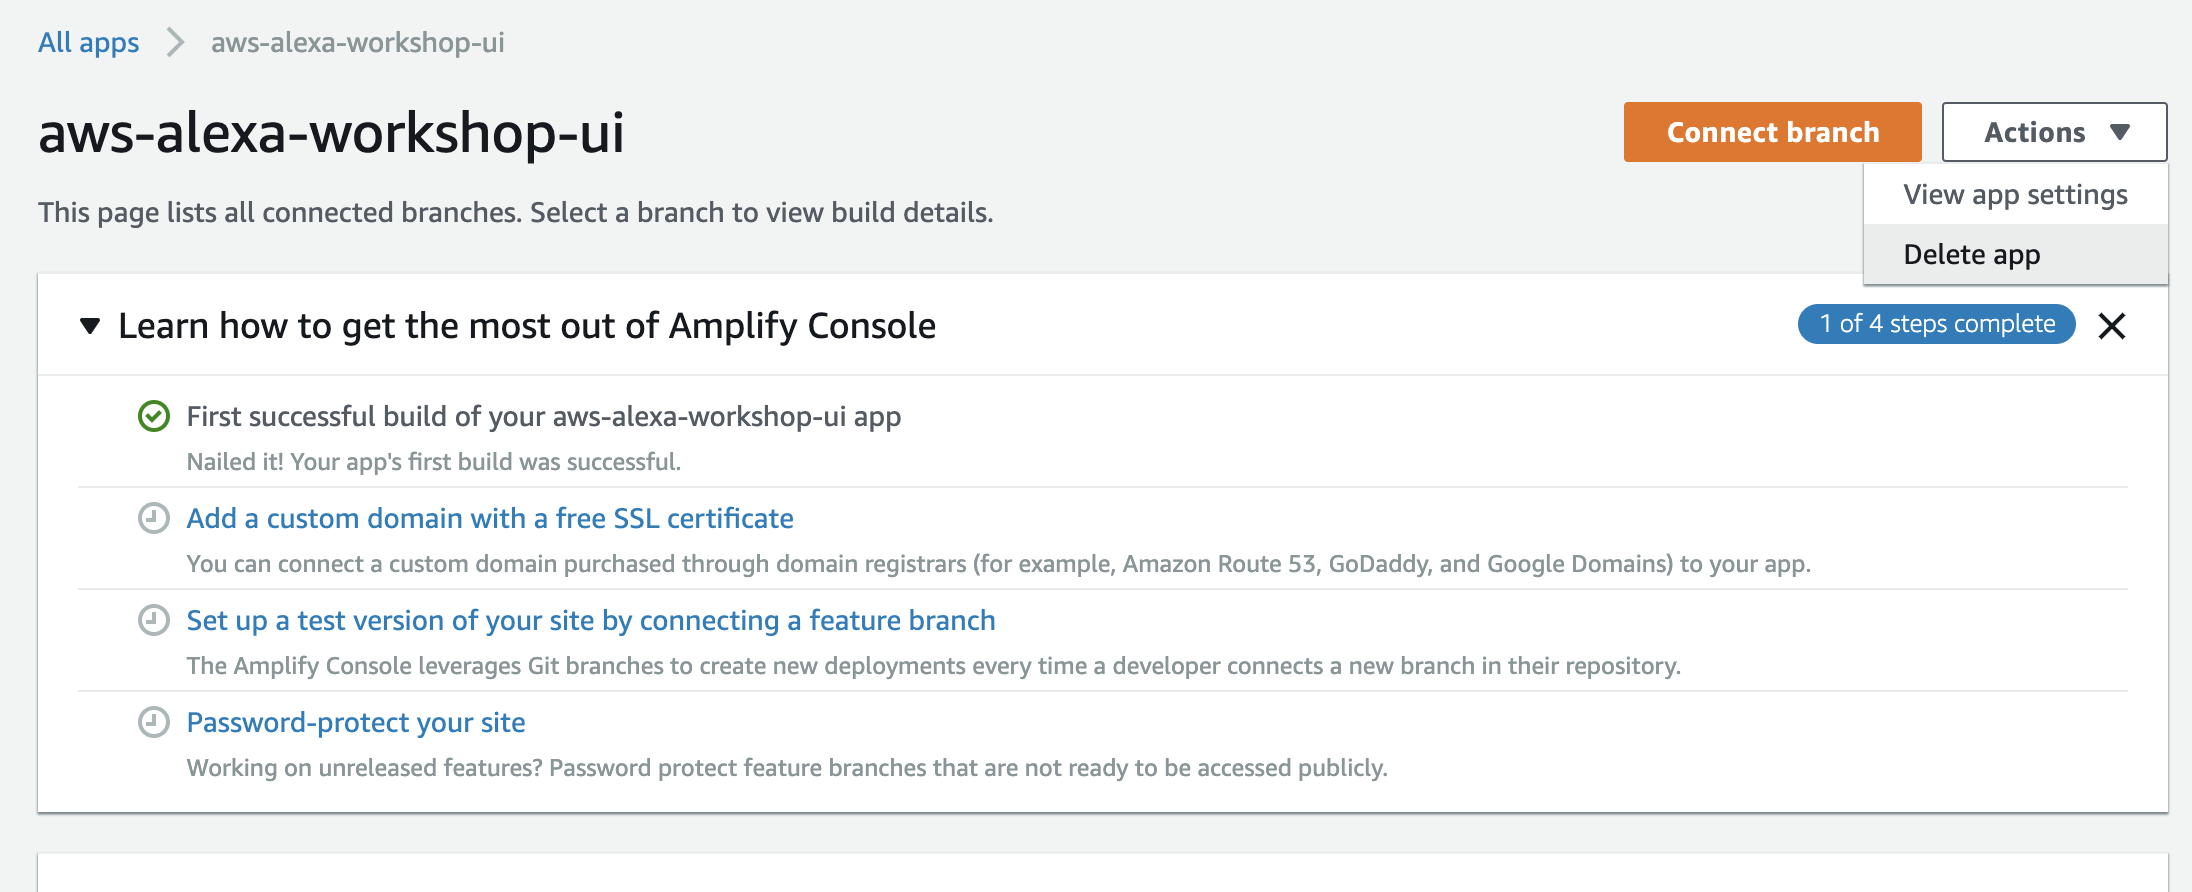 All apps
aws-alexa-workshop-ui
aws-alexa-workshop-ui
Connect branch
Actions
View app settings
Delete app
This page lists all connected branches. Select a branch to view build details.
Learn how to get the most out of Amplify Console
1 of 4 steps complete
First successful build of your aws-alexa-workshop-ui app
Nailed it! Your app's first build was successful.
Add a custom domain with a free SSL certificate
You can connect a custom domain purchased through domain registrars (for example, Amazon Route 53, GoDaddy, and Google Domains) to your app.
Set up a test version of your site by connecting a feature branch
The Amplify Console leverages Git branches to create new deployments every time a developer connects a new branch in their repository.
Password-protect your site
Working on unreleased features? Password protect feature branches that are not ready to be accessed publicly.